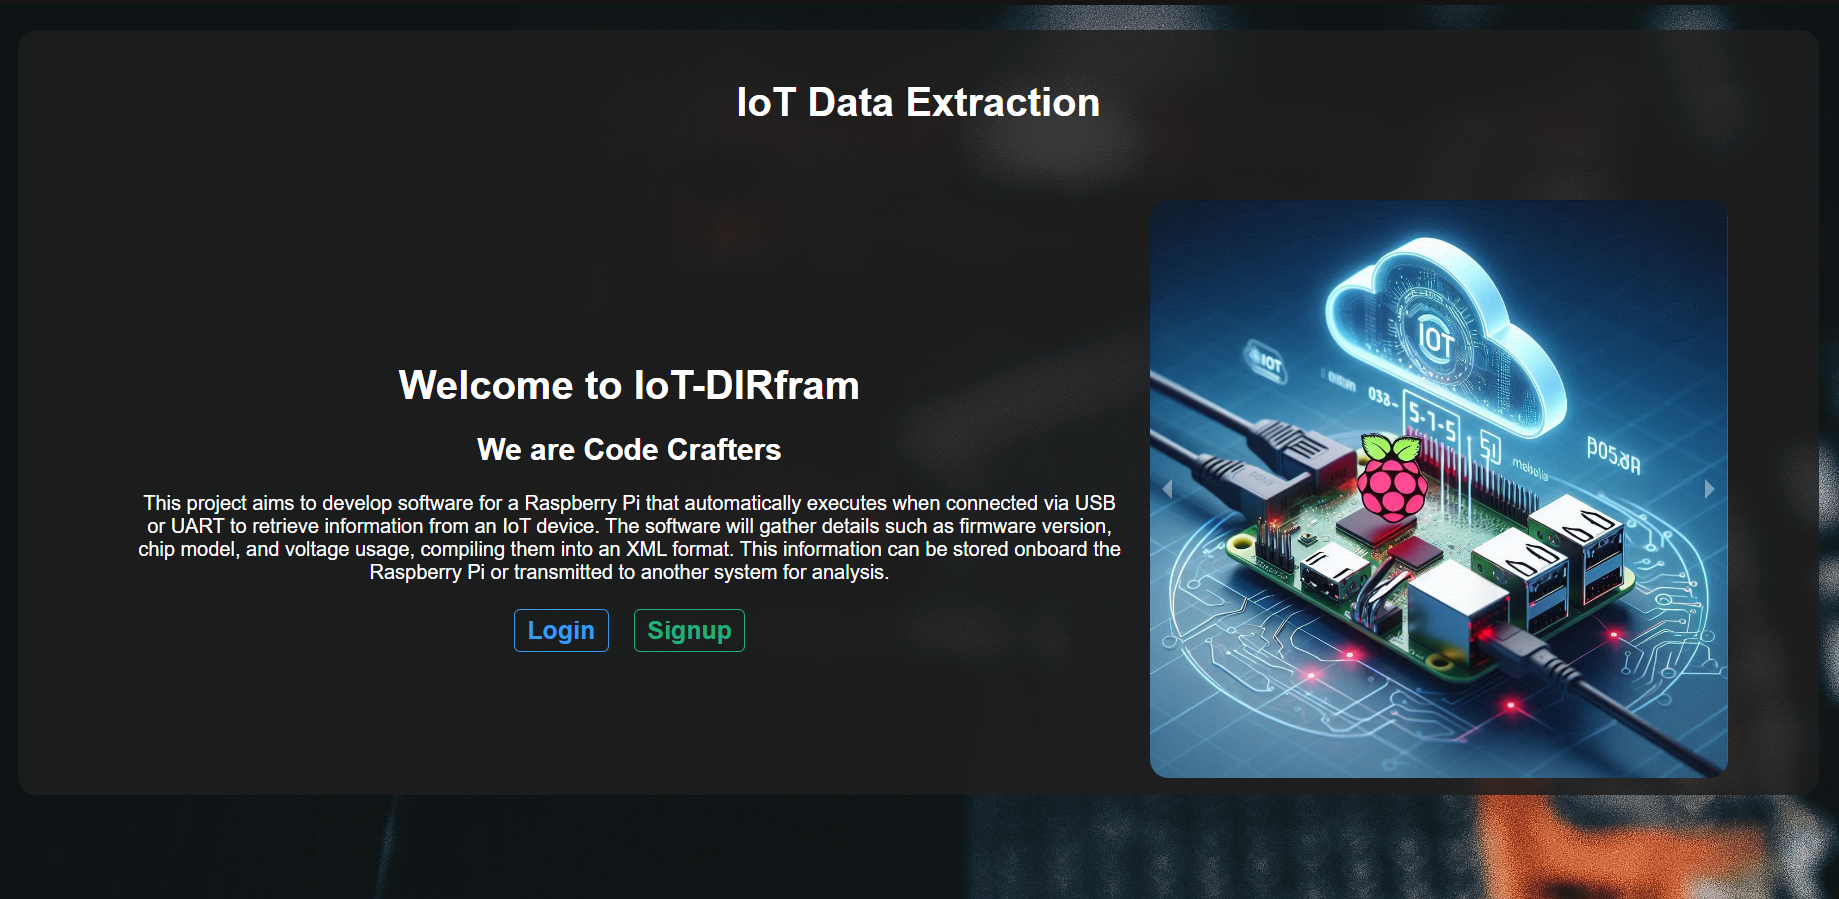 IoT Data Extraction
Welcome to IoT-DIRfram
We are Code Crafters
This project aims to develop software for a Raspberry Pi that automatically executes when connected via USB
or UART to retrieve information from an IoT device. The software will gather details such as firmware version,
chip model, and voltage usage, compiling them into an XML format. This information can be stored onboard the
Raspberry Pi or transmitted to another system for analysis.
Login
Signup
IOT
IOT
038-
5-1-5